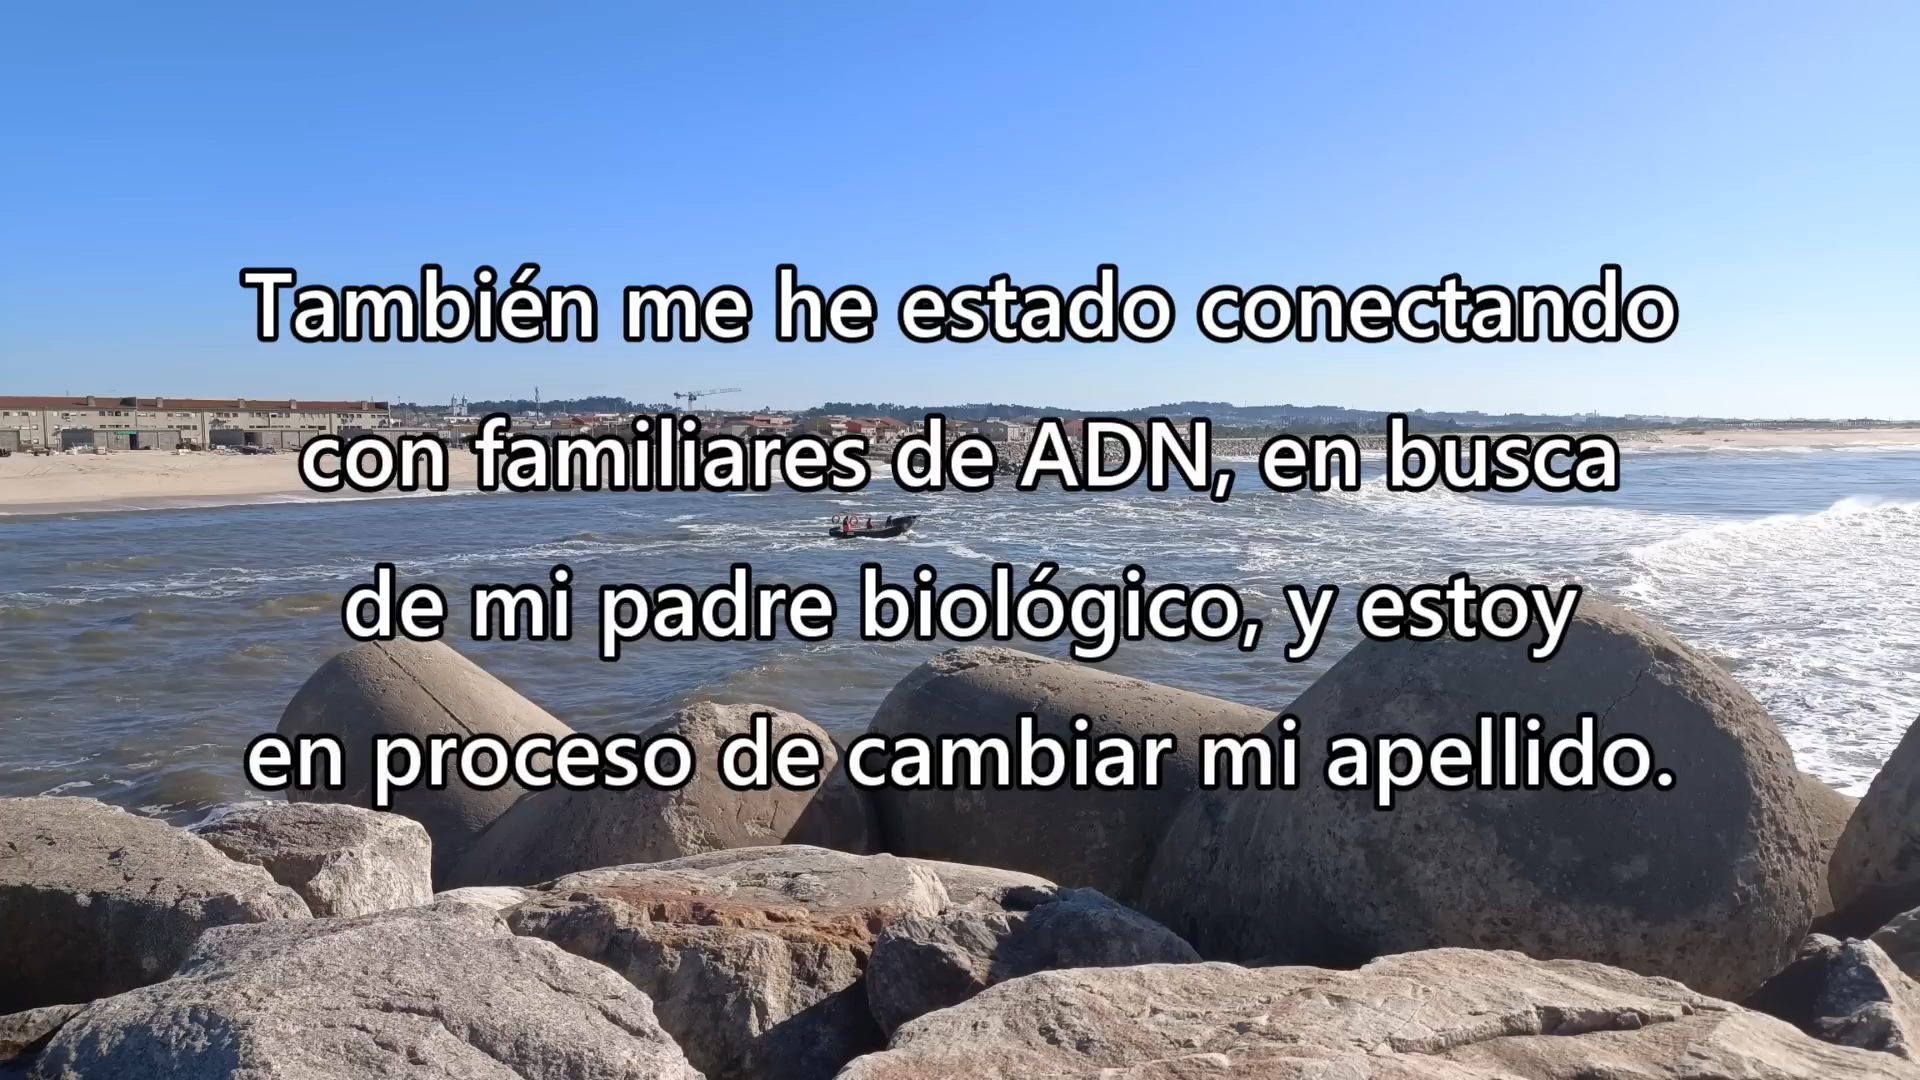 También me he estado conectando
con familiares de ADN, en busca
de mi padre biológico, y estoy
en proceso de cambiar mi apellido.